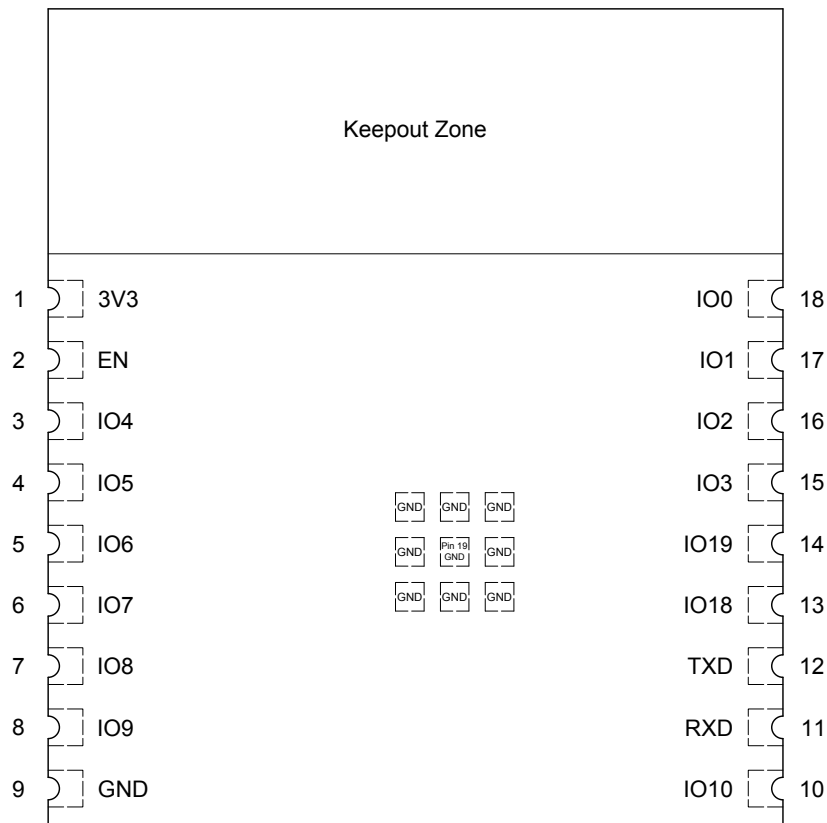 Keepout Zone
1 3V3 IO0 18
2 EN IO1 17
3 IO4 IO2 16
4 IO5 IO3 15
GND GND GND
5 IO6 IO19 14
GND Pin 19 GND GND
6 IO7 IO18 13
GND GND GND
7 IO8 TXD 12
8 IO9 RXD 11
9 GND IO10 10